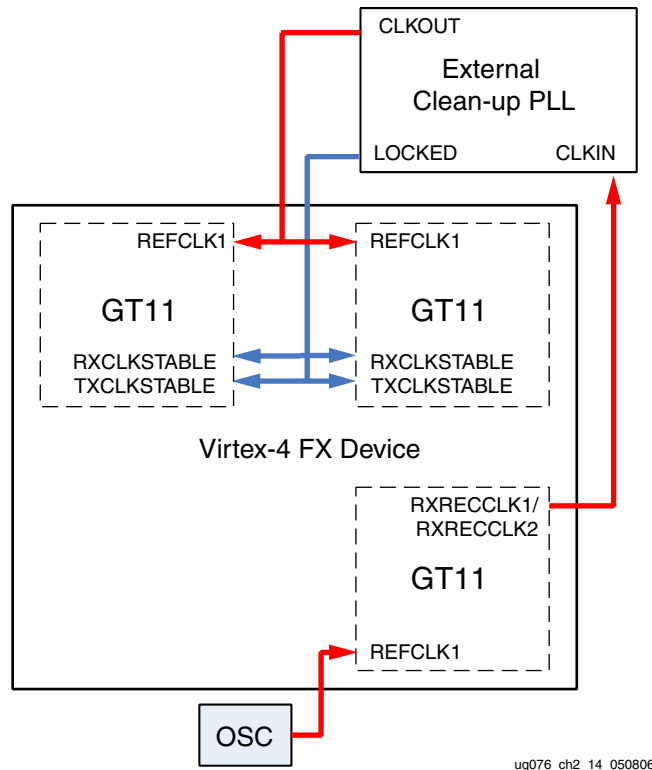 CLKOUT
External
Clean-up PLL
LOCKED
CLKIN
REFCLK1
REFCLK1
GT11
GT11
RXCLKSTABLE
TXCLKSTABLE
RXCLKSTABLE
TXCLKSTABLE
Virtex-4 FX Device
RXRECCLK1/
RXRECCLK2
GT11
REFCLK1
OSC
ug076_ch2_14_050806